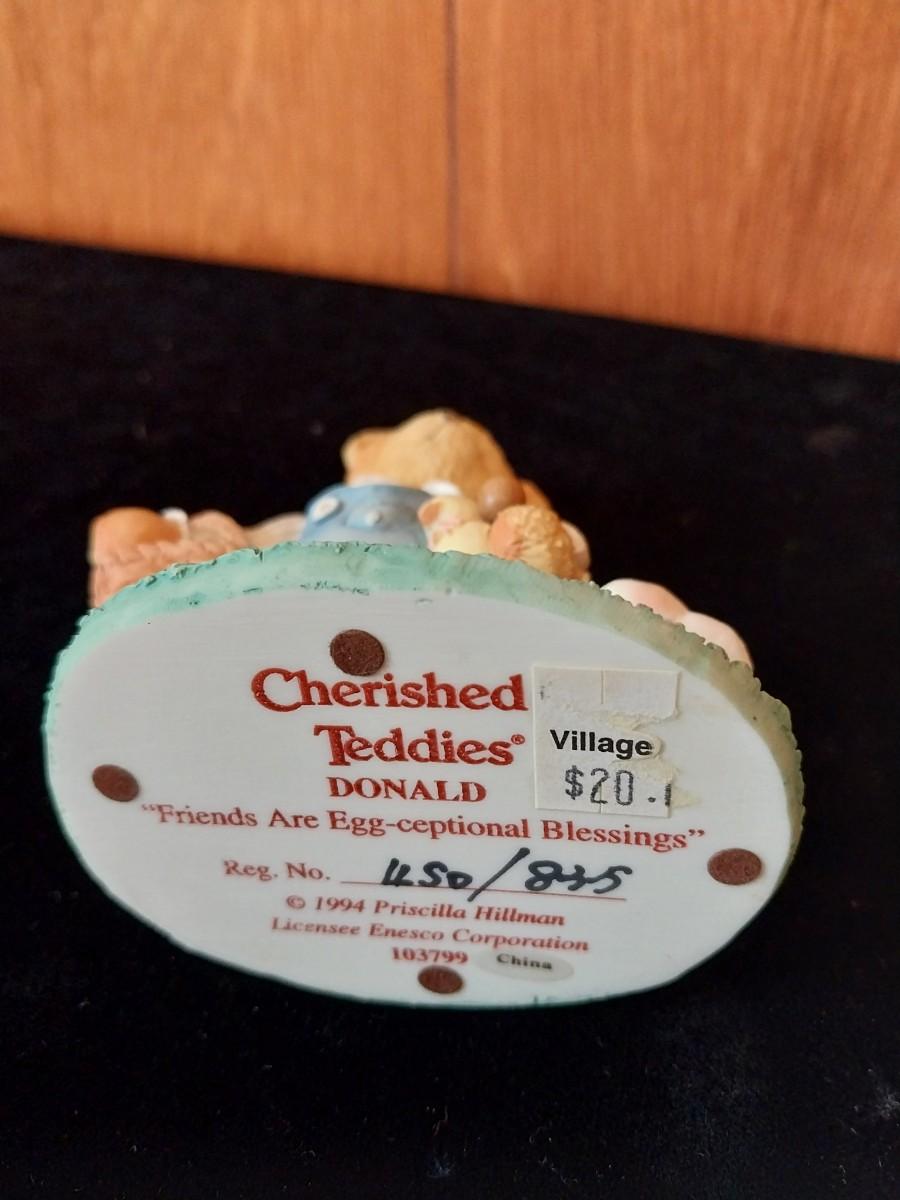 Cherished
Teddies®
DONALD
Village
$20.
"Friends Are Egg-ceptional Blessings"
Reg. No. 4S0/835
© 1994 Priscilla Hillman
Licensee Enesco Corporation
103799 China